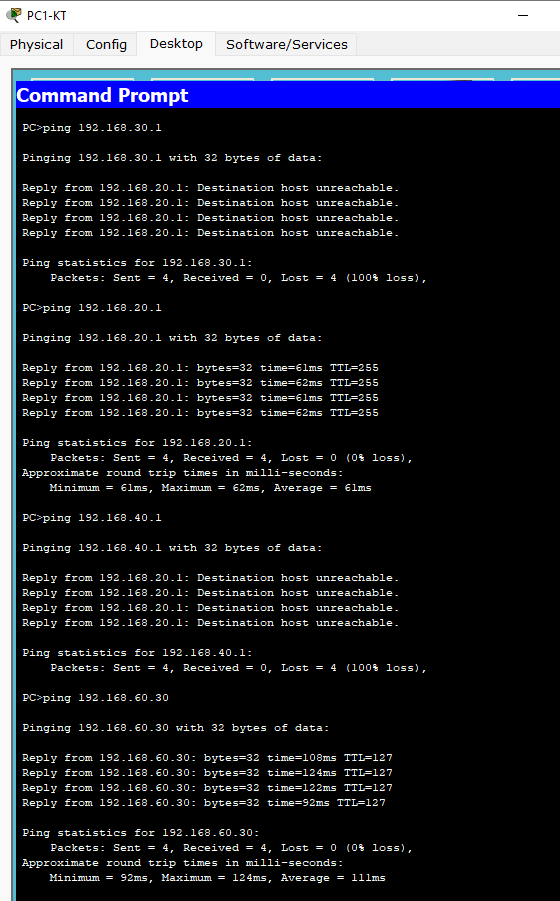 PC1-KT
Physical Config Desktop Software/Services
Command Prompt
PC>ping 192.168.30.1
Pinging 192.168.30.1 with 32 bytes of data:
Reply from 192.168.20.1: Destination host unreachable.
Reply from 192.168.20.1: Destination host unreachable.
Reply from 192.168.20.1: Destination host unreachable.
Reply from 192.168.20.1: Destination host unreachable.
Ping statistics for 192.168.30.1:
Packets: Sent = 4, Received = 0, Lost = 4 (100% loss),
PC>ping 192.168.20.1
Pinging 192.168.20.1 with 32 bytes of data:
Reply from 192.168.20.1: bytes=32 time=61ms TTL=255
Reply from 192.168.20.1: bytes=32 time=62ms TTL=255
Reply from 192.168.20.1: bytes=32 time=61ms TTL=255
Reply from 192.168.20.1: bytes=32 time=62ms TTL=255
Ping statistics for 192.168.20.1:
Packets: Sent = 4, Received = 4, Lost = 0 (0% loss),
Approximate round trip times in milli-seconds:
Minimum = 61ms, Maximum = 62ms, Average = 61ms
PC>ping 192.168.40.1
Pinging 192.168.40.1 with 32 bytes of data:
Reply from 192.168.20.1: Destination host unreachable.
Reply from 192.168.20.1: Destination host unreachable.
Reply from 192.168.20.1: Destination host unreachable.
Reply from 192.168.20.1: Destination host unreachable.
Ping statistics for 192.168.40.1:
Packets: Sent = 4, Received = 0, Lost = 4 (100% loss),
PC>ping 192.168.60.30
Pinging 192.168.60.30 with 32 bytes of data:
Reply from 192.168.60.30: bytes=32 time=108ms TTL=127
Reply from 192.168.60.30: bytes=32 time=124ms TTL=127
Reply from 192.168.60.30: bytes=32 time=122ms TTL=127
Reply from 192.168.60.30: bytes=32 time=92ms TTL=127
Ping statistics for 192.168.60.30:
Packets: Sent = 4, Received = 4, Lost = 0 (0% loss),
Approximate round trip times in milli-seconds:
Minimum = 92ms, Maximum = 124ms, Average = 111ms